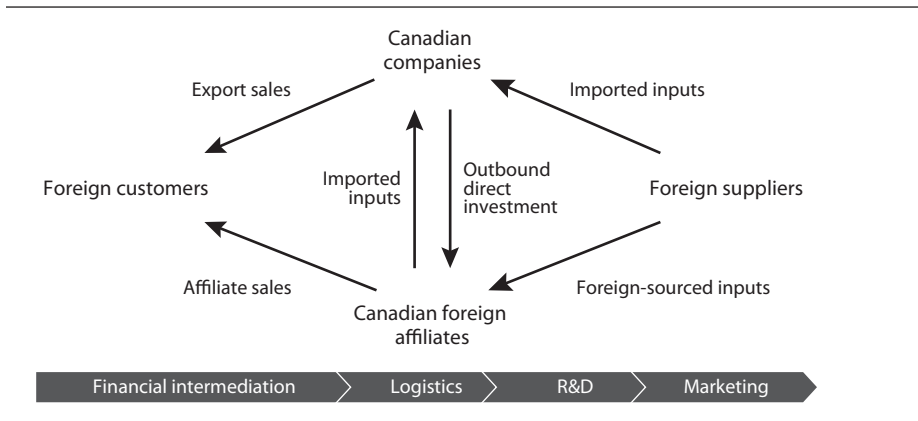 Canadian
companies
Export sales
Imported inputs
Foreign customers
Imported
inputs
Outbound
direct
investment
Foreign suppliers
Affiliate sales
Foreign-sourced inputs
Canadian foreign
affiliates
Financial intermediation
Logistics
R&D
Marketing